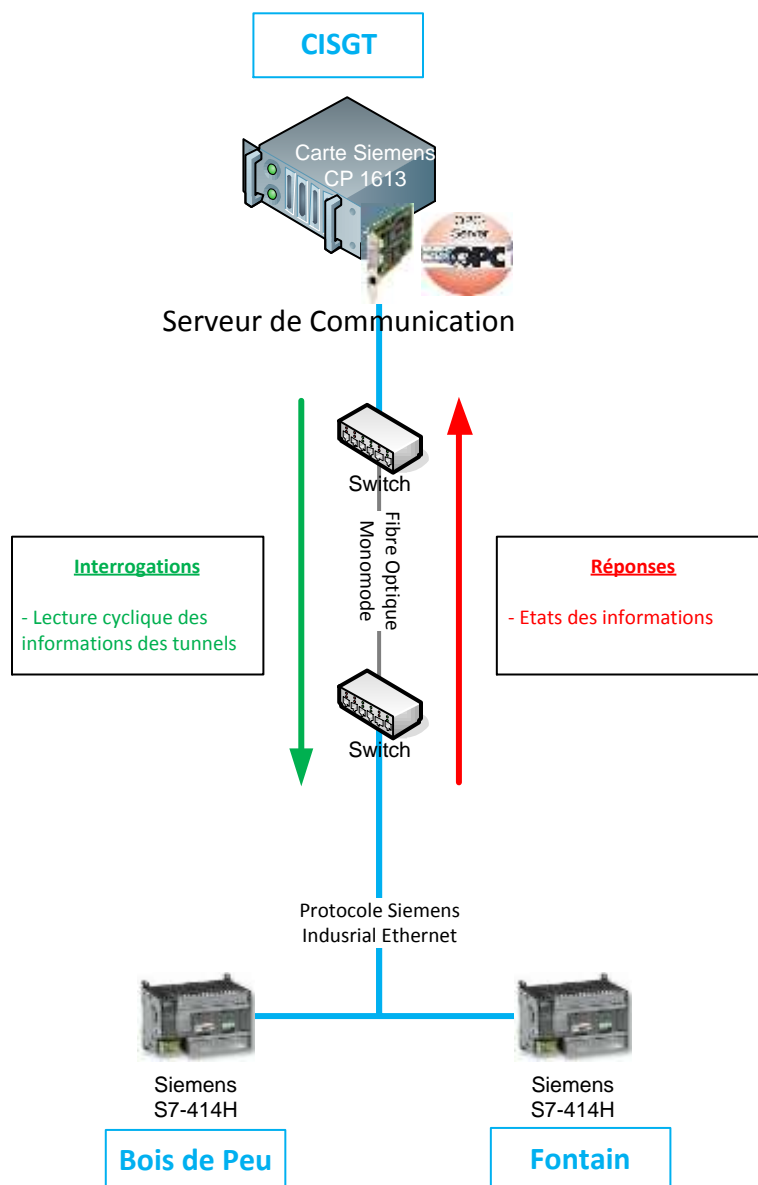 CISGT
Carte Siemens
CP 1613
OPC-
Server
OPC
Serveur de Communication
Switch
Fibre Optique
Monomode
Interrogations
- Lecture cyclique des
informations des tunnels
Réponses
- Etats des informations
Switch
Protocole Siemens
Indusrial Ethernet
Siemens
S7-414H
Siemens
S7-414H
Bois de Peu
Fontain